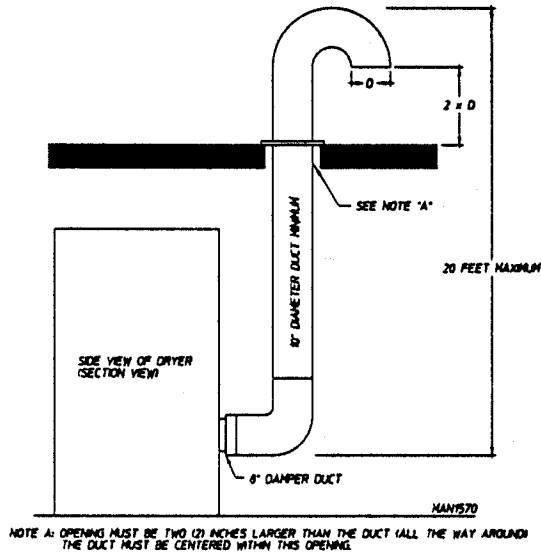 D
2 x D
SEE NOTE "A"
10" DIAMETER DUCT MINIMUM
20 FEET MAXIMUM
SIDE VIEW OF DRYER
(SECTION VIEW)
8" DAMPER DUCT
MAN1570
NOTE A: OPENING MUST BE TWO (2) INCHES LARGER THAN THE DUCT (ALL THE WAY AROUND)
THE DUCT MUST BE CENTERED WITHIN THIS OPENING.